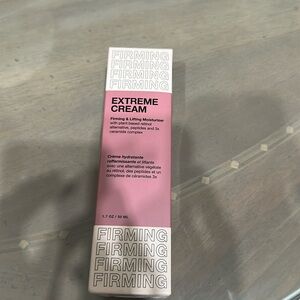 FIRMING
FIRMING
FIRMING
FIRMING
EXTREME
CREAM
Firming & Lifting Moisturizer
with plant based retinol
alternative, peptides and 3x
ceramide complex
Crème hydratante
raffermissante et liftante
avec une alternative végétale
au rétinol, des peptides et un
complexe de céramides 3x
1.7 OZ / 50 ML
FIRMING
FIRMING
FIRMING
FIRMING